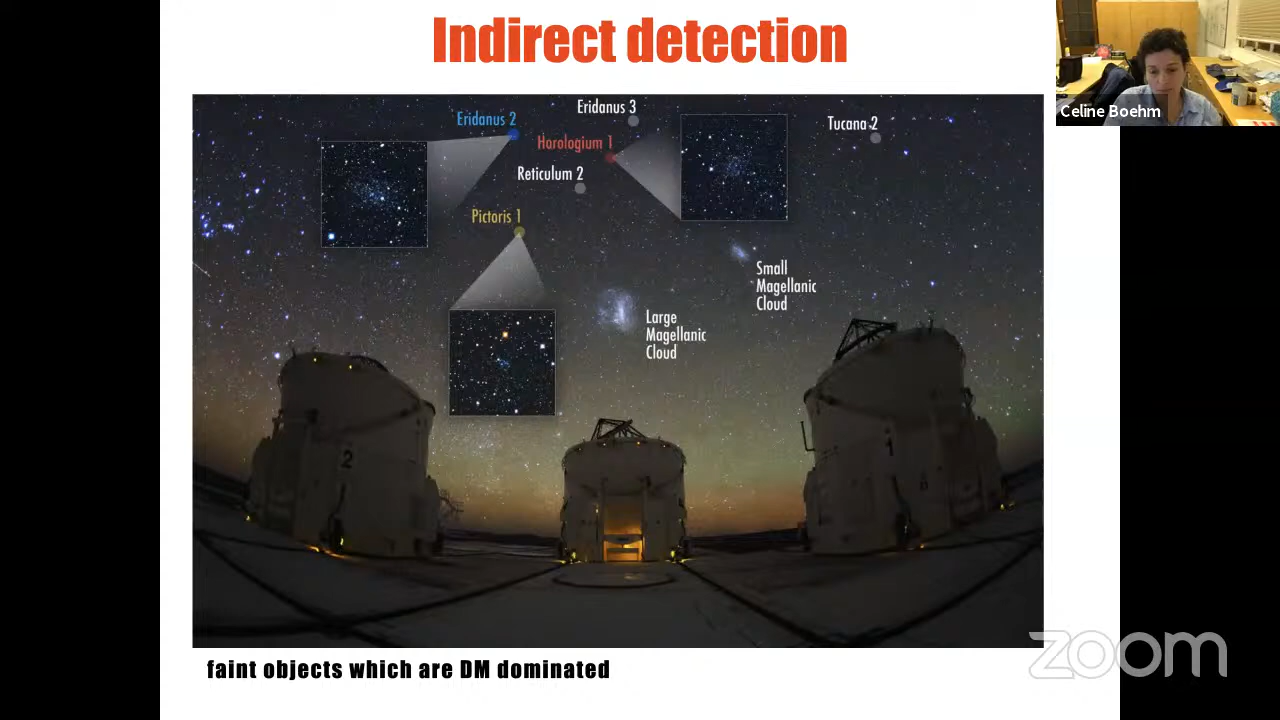 Indirect detection
Celine Boehm
Eridanus 3
Eridanus 2
Tucana 2
Horologium 1
Reticulum 2
Pictoris 1
Small
Magellanic
Cloud
Large
Magellanic
Cloud
2
1
faint objects which are DM dominated
zoom